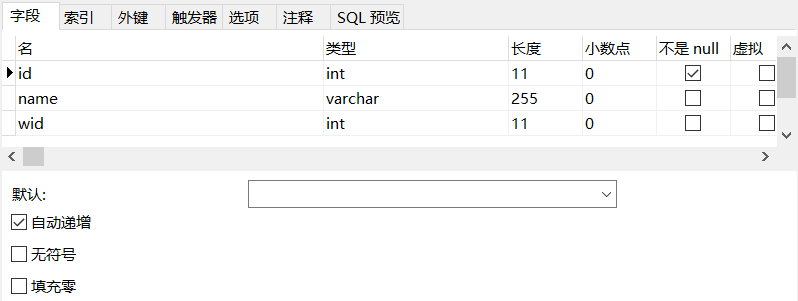 字段 索引 外键 触发器 选项 注释 SQL 预览
名 类型 长度 小数点 不是 null 虚拟
id int 11 0
name varchar 255 0
wid int 11 0
默认:
自动递增
无符号
填充零